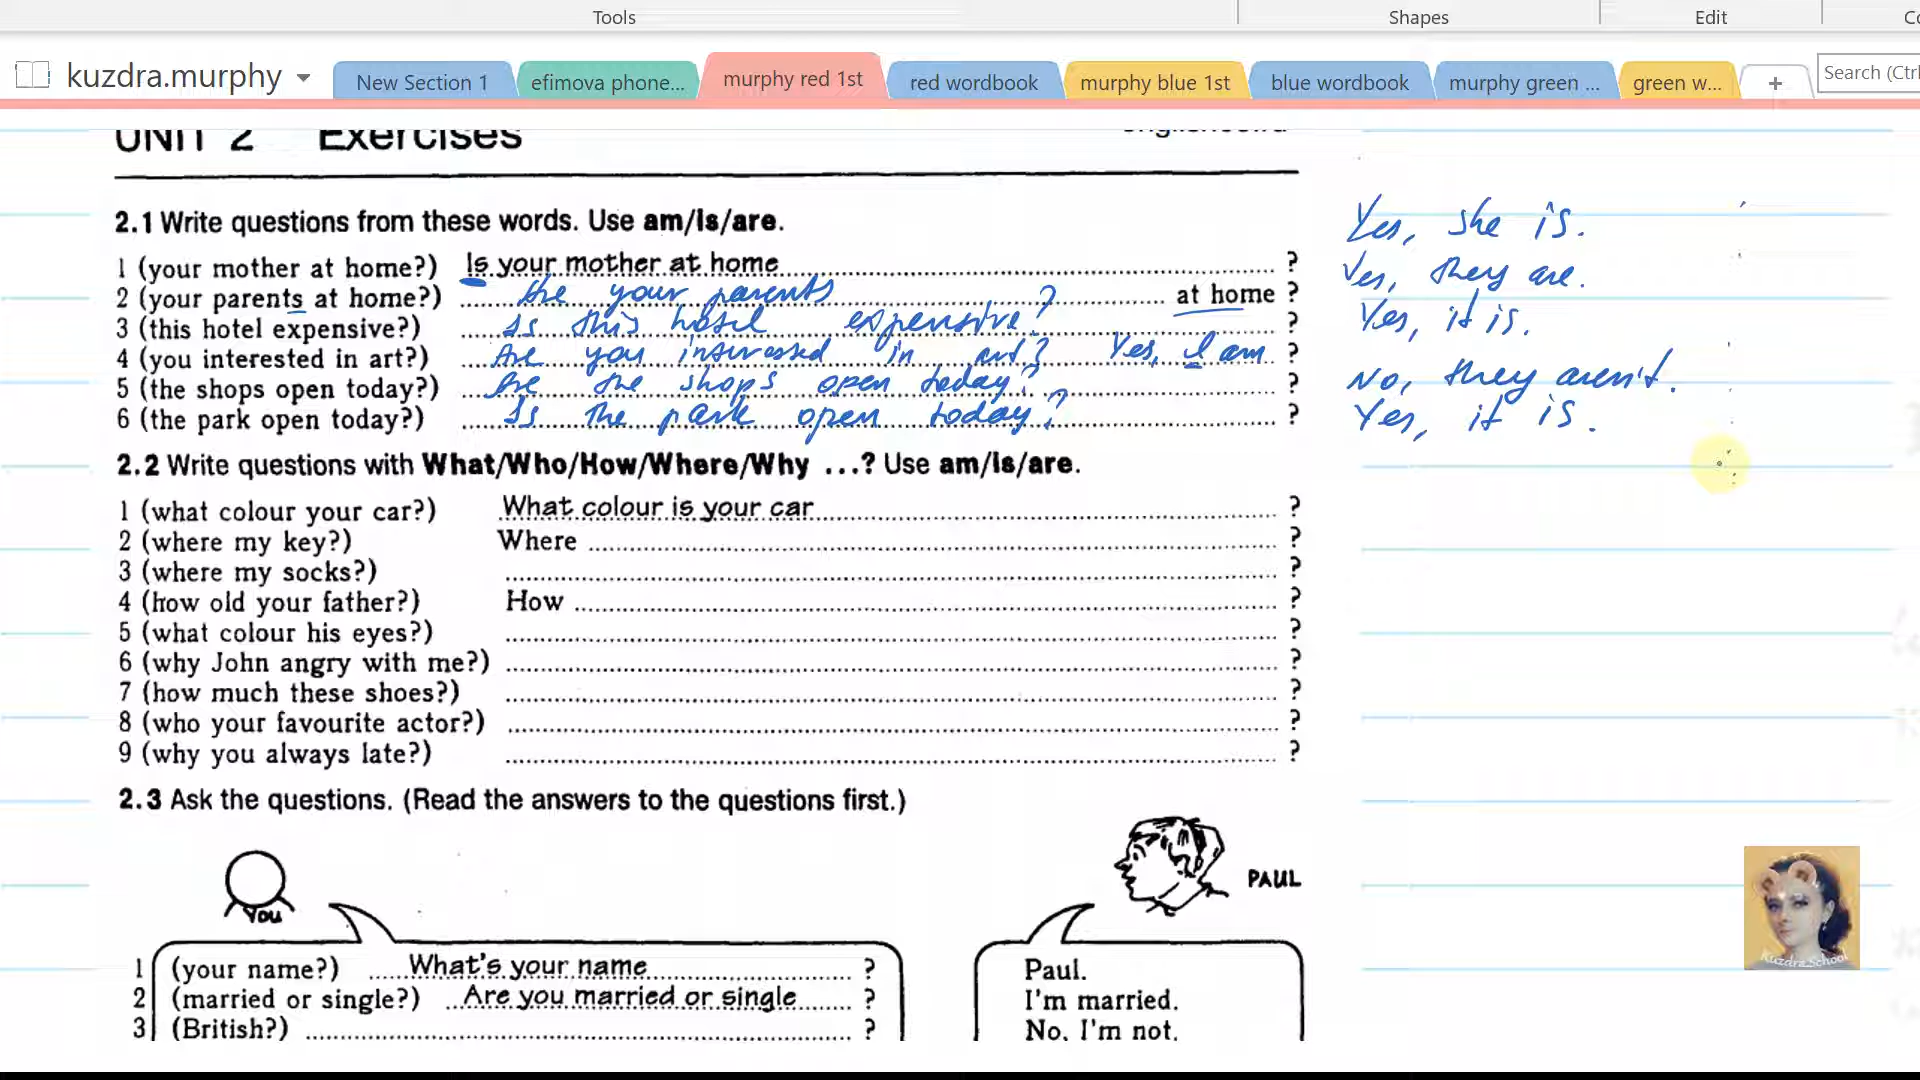 Tools Shapes Edit
kuzdra.murphy New Section 1 efimova phone... murphy red 1st red wordbook murphy blue 1st blue wordbook murphy green ... green w... + Search (Ctrl
UNIT 2 Exercises
2.1 Write questions from these words. Use am/is/are.
1 (your mother at home?) Is your mother at home ?
2 (your parents at home?) Are your parents at home ?
3 (this hotel expensive?) Is this hotel expensive? ?
4 (you interested in art?) Are you interested in art? Yes, I am ?
5 (the shops open today?) Are the shops open today? ?
6 (the park open today?) Is the park open today? ?
Yes, she is.
Yes, they are.
Yes, it is.
No, they aren't.
Yes, it is.
2.2 Write questions with What/Who/How/Where/Why ...? Use am/is/are.
1 (what colour your car?) What colour is your car ?
2 (where my key?) Where ?
3 (where my socks?) ?
4 (how old your father?) How ?
5 (what colour his eyes?) ?
6 (why John angry with me?) ?
7 (how much these shoes?) ?
8 (who your favourite actor?) ?
9 (why you always late?) ?
2.3 Ask the questions. (Read the answers to the questions first.)
YOU
PAUL
1 (your name?) What's your name ? Paul.
2 (married or single?) Are you married or single ? I'm married.
3 (British?) ? No, I'm not.
Kuzdra.School